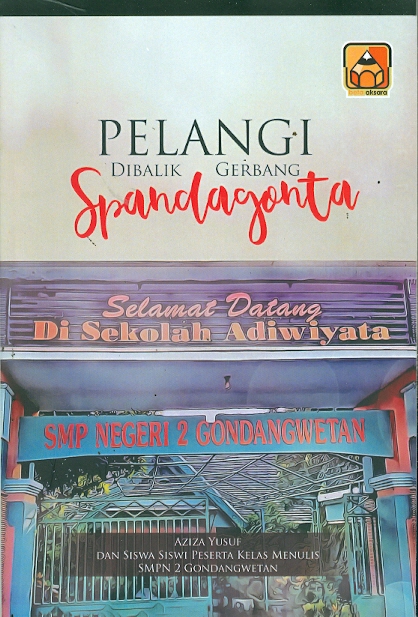 aksara
PELANGI
DIBALIK GERBANG
Spandagonta
Selamat Datang
Di Sekolah Adiwiyata
SMP NEGERI 2 GONDANGWETAN
AZIZA YUSUF
DAN SISWA SISWI PESERTA KELAS MENULIS
SMPN 2 GONDANGWETAN